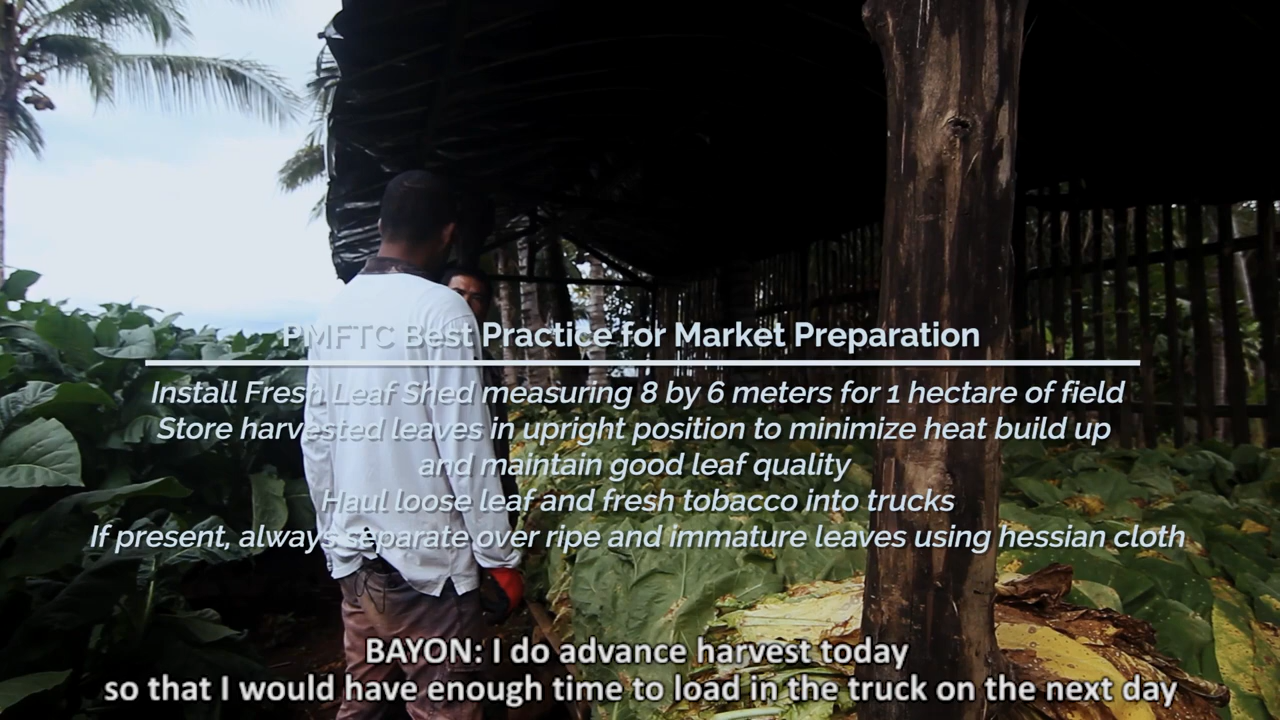 PMFTC Best Practice for Market Preparation
Install Fresh Leaf Shed measuring 8 by 6 meters for 1 hectare of field
Store harvested leaves in upright position to minimize heat build up
and maintain good leaf quality
Haul loose leaf and fresh tobacco into trucks
If present, always separate over ripe and immature leaves using hessian cloth
BAYON: I do advance harvest today
so that I would have enough time to load in the truck on the next day